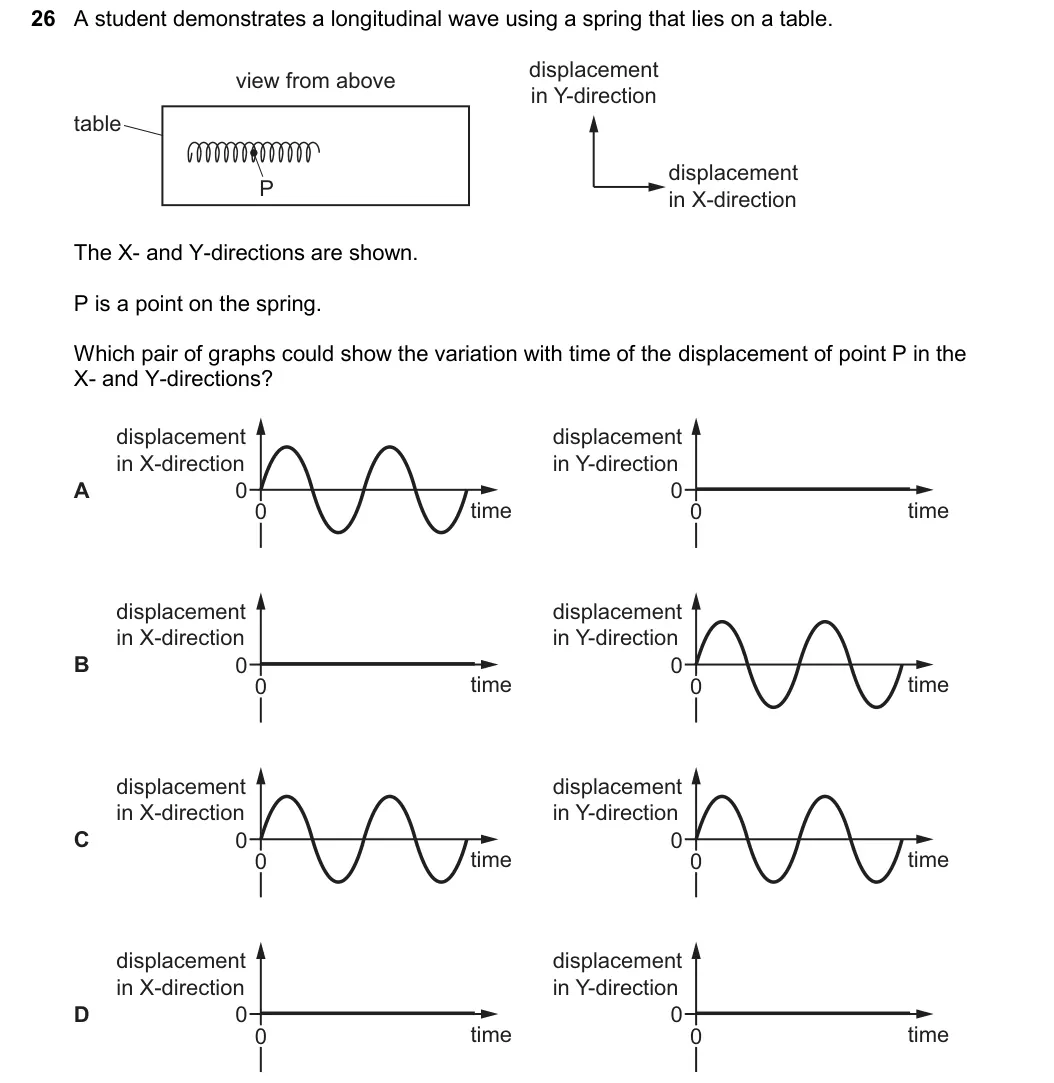 26 A student demonstrates a longitudinal wave using a spring that lies on a table.
view from above
table
P
displacement
in Y-direction
displacement
in X-direction
The X- and Y-directions are shown.
P is a point on the spring.
Which pair of graphs could show the variation with time of the displacement of point P in the
X- and Y-directions?
A
displacement
in X-direction
0
0
time
displacement
in Y-direction
0
0
time
B
displacement
in X-direction
0
0
time
displacement
in Y-direction
0
0
time
C
displacement
in X-direction
0
0
time
displacement
in Y-direction
0
0
time
D
displacement
in X-direction
0
0
time
displacement
in Y-direction
0
0
time